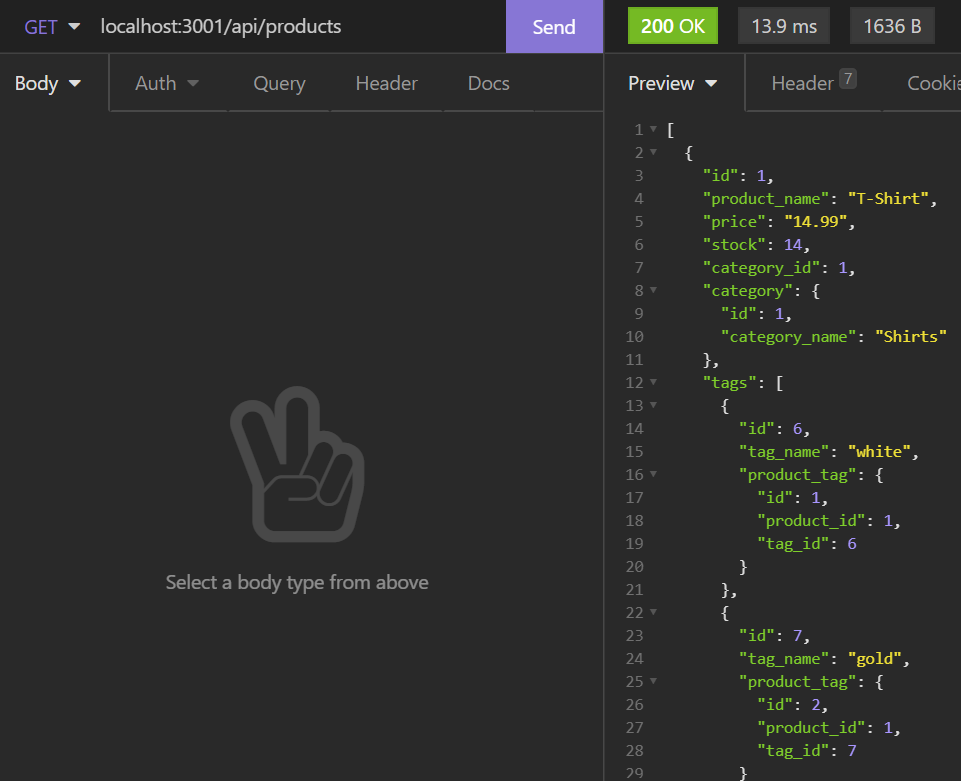 GET localhost:3001/api/products Send 200 OK 13.9 ms 1636 B
Body Auth Query Header Docs Preview Header 7
Select a body type from above
1 [
2 {
3 "id": 1,
4 "product_name": "T-Shirt",
5 "price": "14.99",
6 "stock": 14,
7 "category_id": 1,
8 "category": {
9 "id": 1,
10 "category_name": "Shirts"
11 },
12 "tags": [
13 {
14 "id": 6,
15 "tag_name": "white",
16 "product_tag": {
17 "id": 1,
18 "product_id": 1,
19 "tag_id": 6
20 }
21 },
22 {
23 "id": 7,
24 "tag_name": "gold",
25 "product_tag": {
26 "id": 2,
27 "product_id": 1,
28 "tag_id": 7
29 }